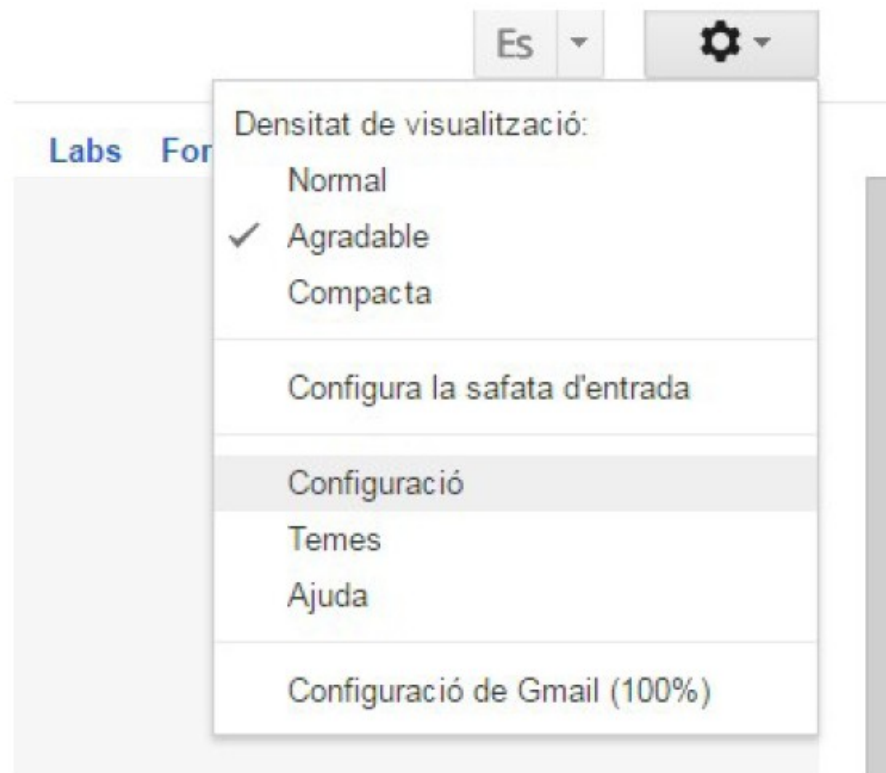 Es
Labs For
Densitat de visualització:
Normal
Agradable
Compacta
Configura la safata d'entrada
Configuració
Temes
Ajuda
Configuració de Gmail (100%)